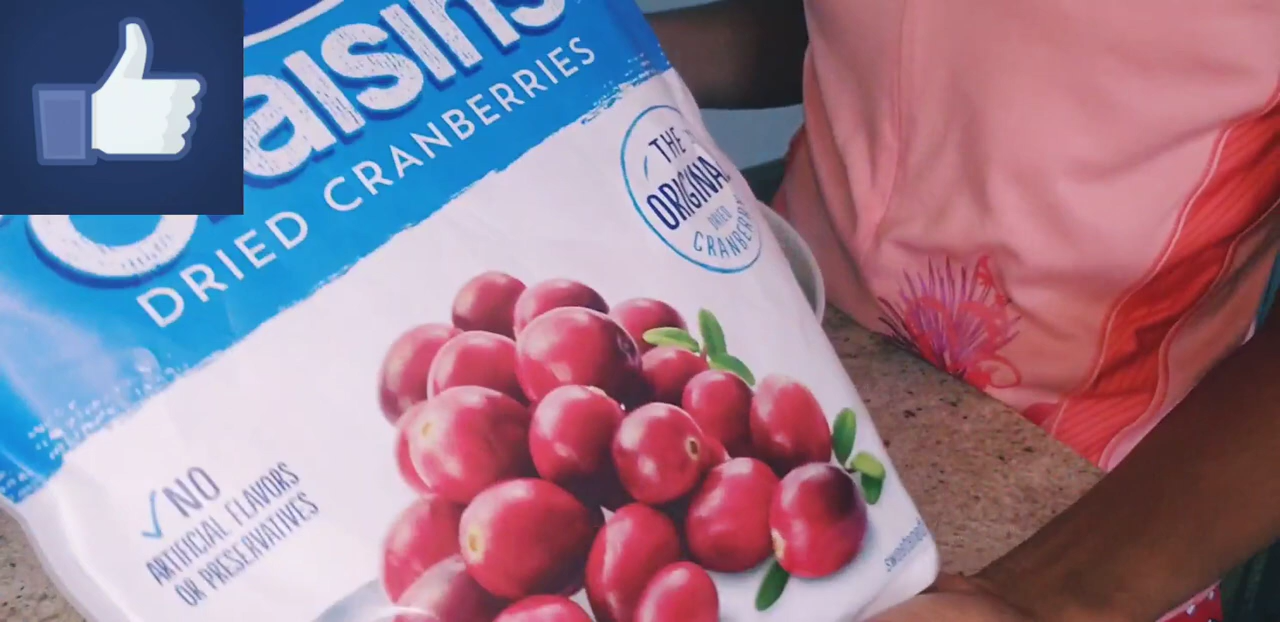 aisins
DRIED CRANBERRIES
THE
ORIGINAL
DRIED
CRANBERRY
✓NO
ARTIFICIAL FLAVORS
OR PRESERVATIVES